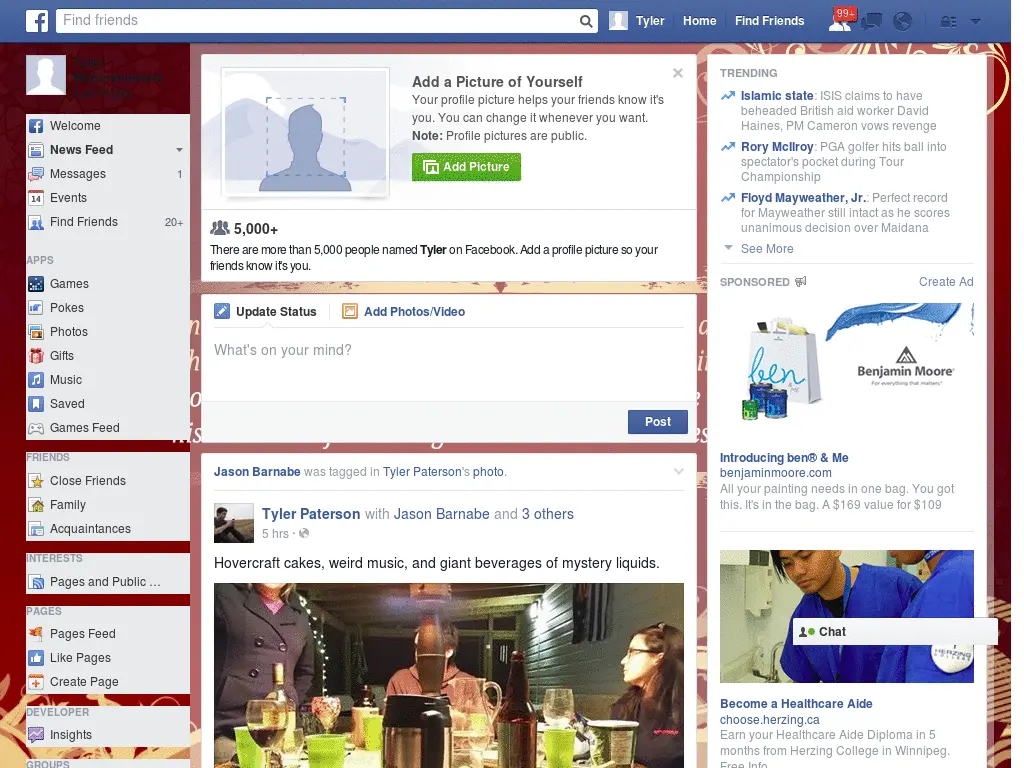 Find friends
Tyler
Home
Find Friends
99+
Tyler
Welcome
News Feed
Messages 1
Events
Find Friends 20+
APPS
Games
Pokes
Photos
Gifts
Music
Saved
Games Feed
FRIENDS
Close Friends
Family
Acquaintances
INTERESTS
Pages and Public ...
PAGES
Pages Feed
Like Pages
Create Page
DEVELOPER
Insights
GROUPS
Add a Picture of Yourself
Your profile picture helps your friends know it's
you. You can change it whenever you want.
Note: Profile pictures are public.
Add Picture
5,000+
There are more than 5,000 people named Tyler on Facebook. Add a profile picture so your
friends know it's you.
Update Status
Add Photos/Video
What's on your mind?
Post
Jason Barnabe was tagged in Tyler Paterson's photo.
Tyler Paterson with Jason Barnabe and 3 others
5 hrs ·
Hovercraft cakes, weird music, and giant beverages of mystery liquids.
TRENDING
Islamic state: ISIS claims to have
beheaded British aid worker David
Haines, PM Cameron vows revenge
Rory McIlroy: PGA golfer hits ball into
spectator's pocket during Tour
Championship
Floyd Mayweather, Jr.: Perfect record
for Mayweather still intact as he scores
unanimous decision over Maidana
See More
SPONSORED
Create Ad
ben
Benjamin Moore®
For everything that matters®
Introducing ben® & Me
benjaminmoore.com
All your painting needs in one bag. You got
this. It's in the bag. A $169 value for $109
Chat
HERZING
COLLEGE
Become a Healthcare Aide
choose.herzing.ca
Earn your Healthcare Aide Diploma in 5
months from Herzing College in Winnipeg.
Free Info